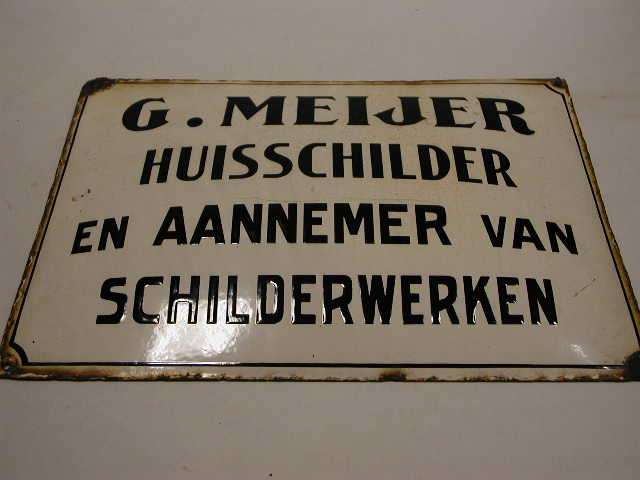 G. MEIJER
HUISSCHILDER
EN AANNEMER VAN
SCHILDERWERKEN